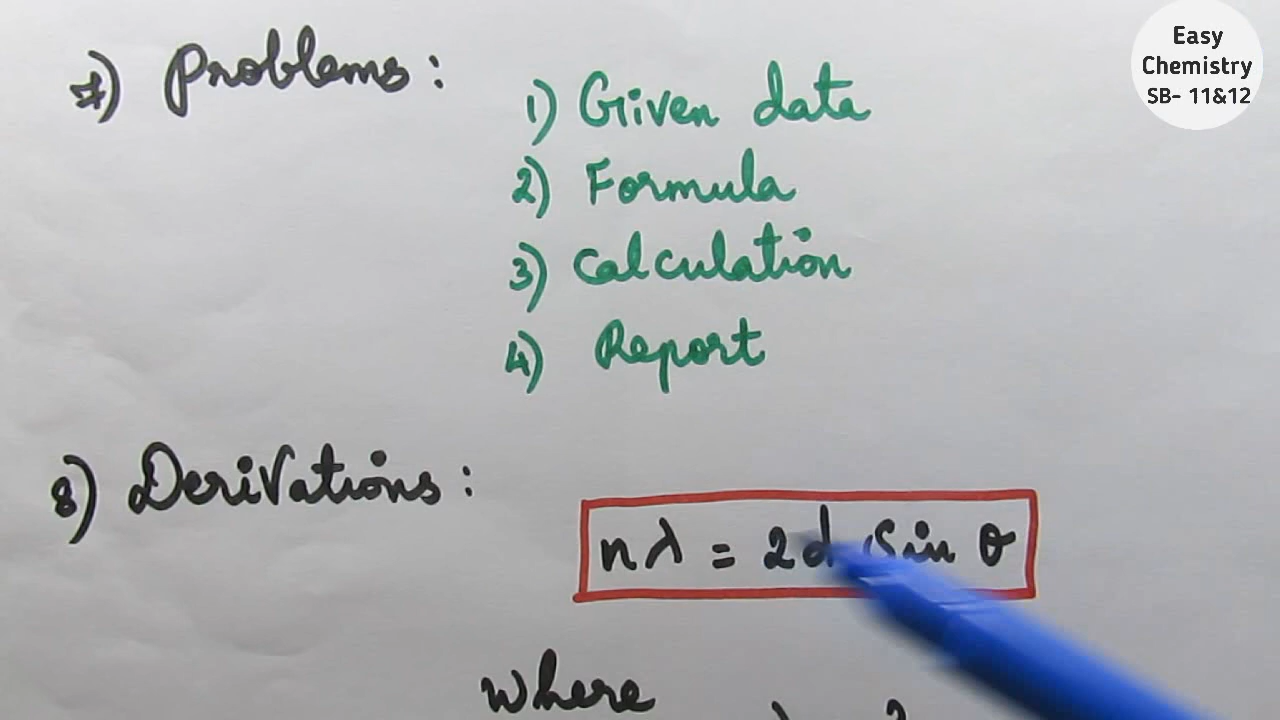 Easy
Chemistry
SB- 11&12
7) Problems:
1) Given data
2) Formula
3) Calculation
4) Report
8) Derivations:
nλ = 2d Sin θ
Where